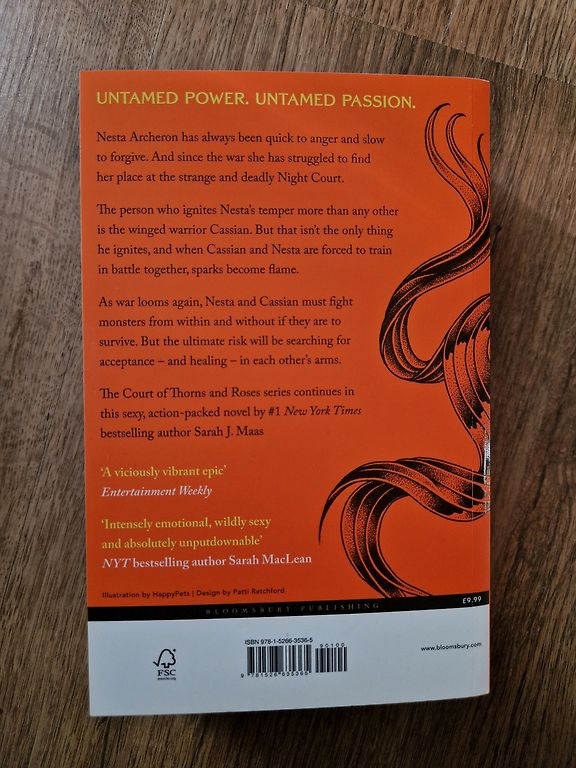 UNTAMED POWER. UNTAMED PASSION.
Nesta Archeron has always been quick to anger and slow
to forgive. And since the war she has struggled to find
her place at the strange and deadly Night Court.
The person who ignites Nesta's temper more than any other
is the winged warrior Cassian. But that isn't the only thing
he ignites, and when Cassian and Nesta are forced to train
in battle together, sparks become flame.
As war looms again, Nesta and Cassian must fight
monsters from within and without if they are to
survive. But the ultimate risk will be searching for
acceptance – and healing – in each other's arms.
The Court of Thorns and Roses series continues in
this sexy, action-packed novel by #1 New York Times
bestselling author Sarah J. Maas
'A viciously vibrant epic'
Entertainment Weekly
'Intensely emotional, wildly sexy
and absolutely unputdownable'
NYT bestselling author Sarah MacLean
Illustration by HappyPets | Design by Patti Ratchford
BLOOMSBURY PUBLISHING
£9.99
ISBN 978-1-5266-3536-5
90100
9 781526 635365
www.bloomsbury.com
FSC